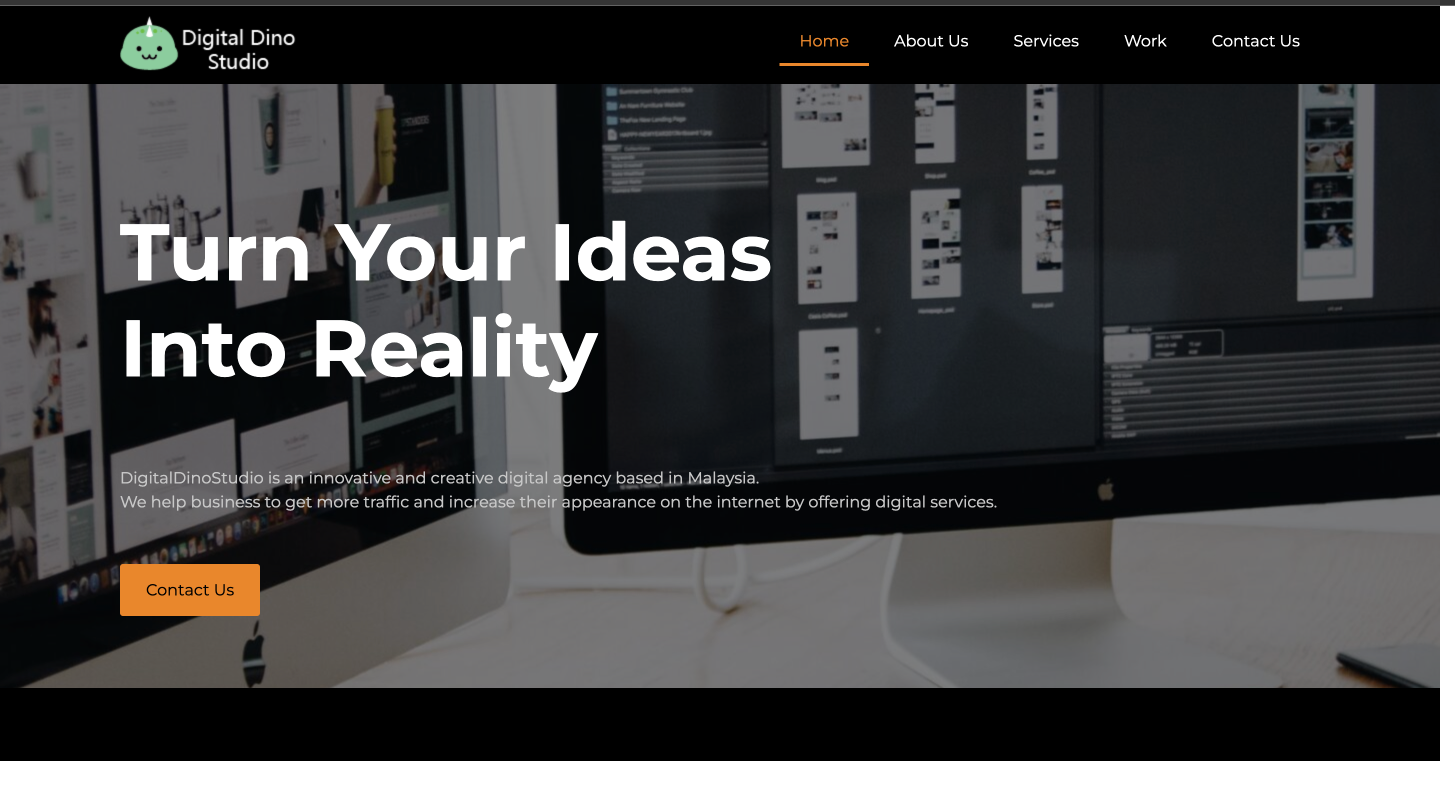 Digital Dino
Studio
Home
About Us
Services
Work
Contact Us
Turn Your Ideas
Into Reality
DigitalDinoStudio is an innovative and creative digital agency based in Malaysia.
We help business to get more traffic and increase their appearance on the internet by offering digital services.
Contact Us